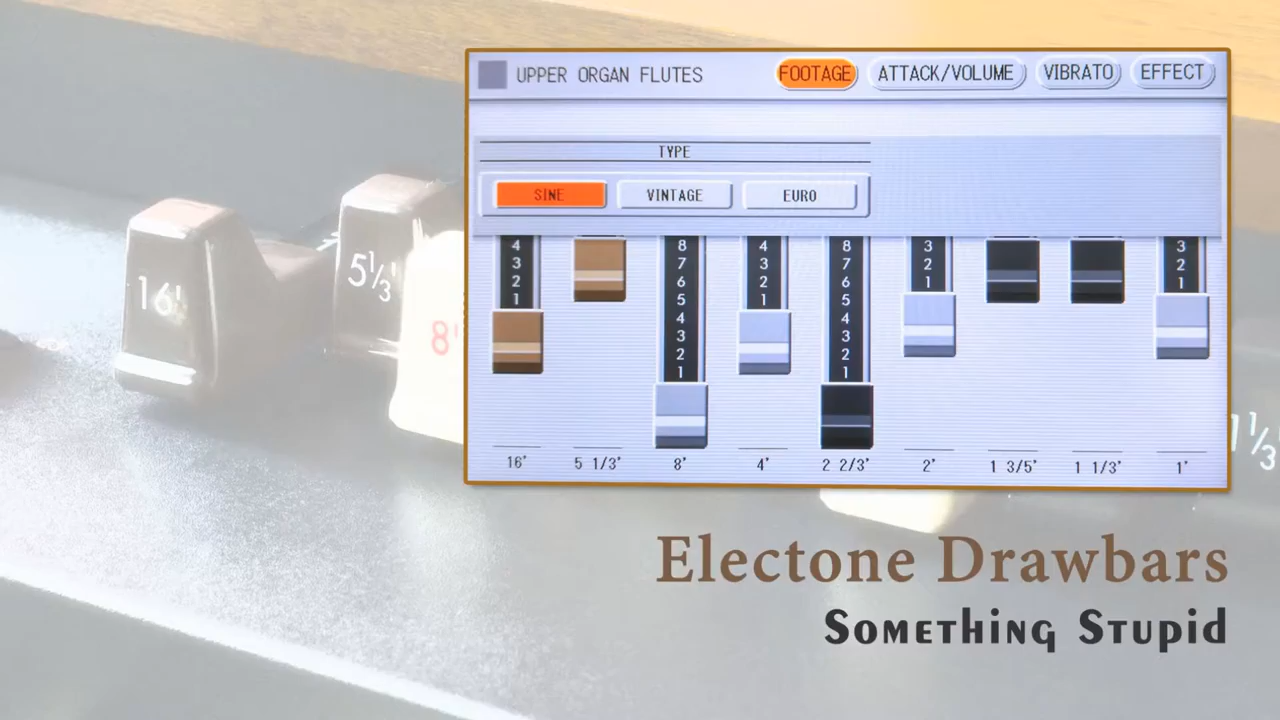 UPPER ORGAN FLUTES FOOTAGE ATTACK/VOLUME VIBRATO EFFECT
TYPE
SINE VINTAGE EURO
4 8 4 8 3 3
3 7 3 7 2 2
2 6 2 6 1 1
1 5 1 5
4 4
3 3
2 2
1 1
16' 5 1/3' 8' 4' 2 2/3' 2' 1 3/5' 1 1/3' 1'
16'
5⅓'
8'
1⅓
Electone Drawbars
Something Stupid